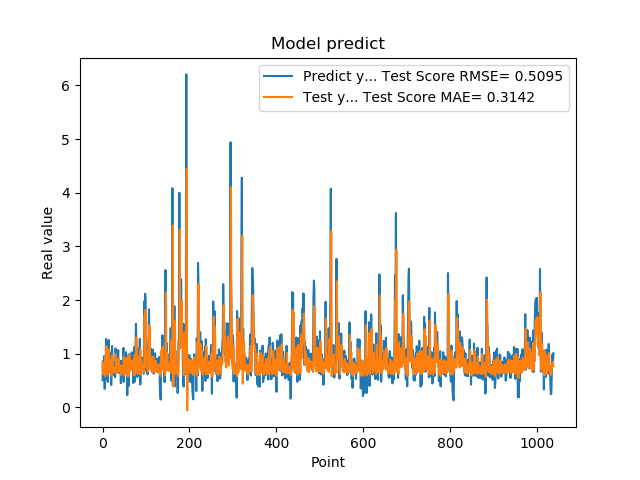 Model predict
Predict y... Test Score RMSE= 0.5095
Test y... Test Score MAE= 0.3142
Real value
6
5
4
3
2
1
0
0 200 400 600 800 1000
Point